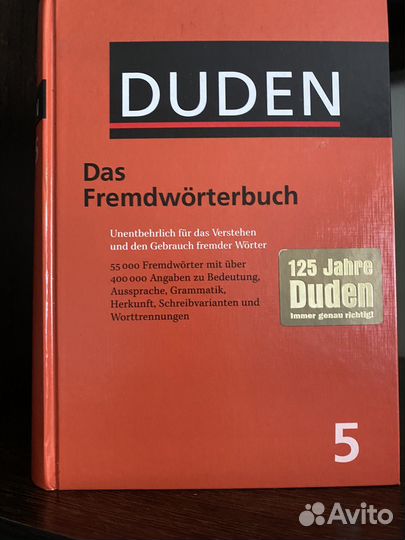 DUDEN
Das
Fremdwörterbuch
Unentbehrlich für das Verstehen
und den Gebrauch fremder Wörter
55 000 Fremdwörter mit über
400 000 Angaben zu Bedeutung,
Aussprache, Grammatik,
Herkunft, Schreibvarianten und
Worttrennungen
125 Jahre
Duden
Immer genau richtig!
5
Avito